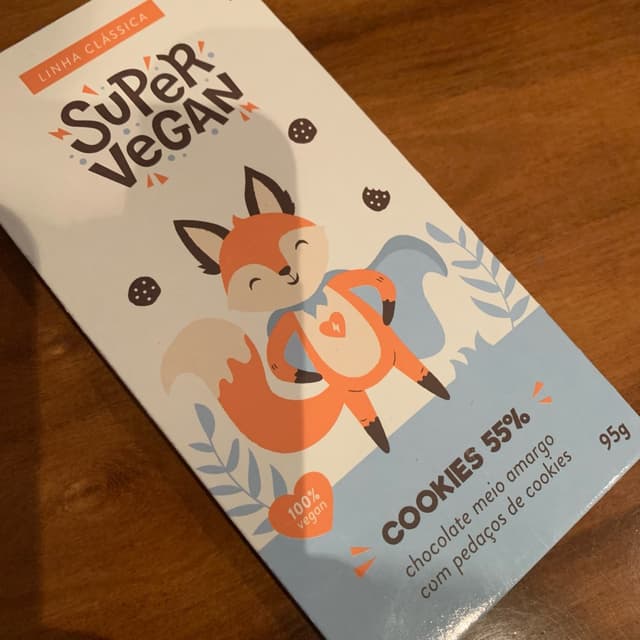 LINHA CLÁSSICA
SUPER
VEGAN
100%
vegan
COOKIES 55%
chocolate meio amargo
com pedaços de cookies
95g